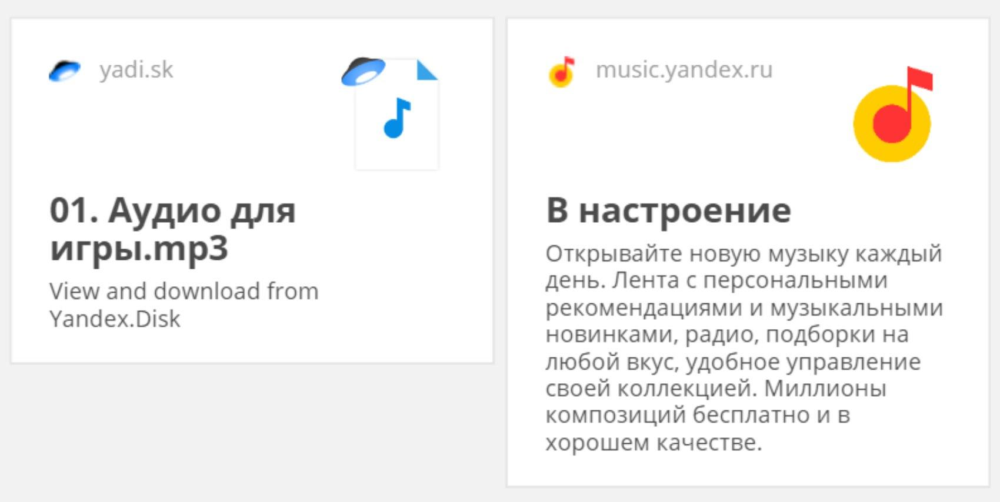 yadi.sk
01. Аудио для
игры.mp3
View and download from
Yandex.Disk
music.yandex.ru
В настроение
Открывайте новую музыку каждый
день. Лента с персональными
рекомендациями и музыкальными
новинками, радио, подборки на
любой вкус, удобное управление
своей коллекцией. Миллионы
композиций бесплатно и в
хорошем качестве.